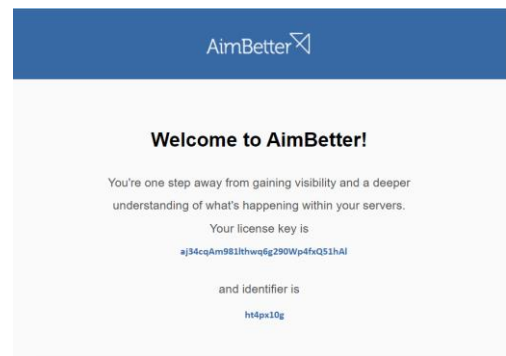 AimBetter
Welcome to AimBetter!
You're one step away from gaining visibility and a deeper
understanding of what's happening within your servers.
Your license key is
aj34cqAm981lthwq6g290Wp4fxQ51hAl
and identifier is
ht4px10g